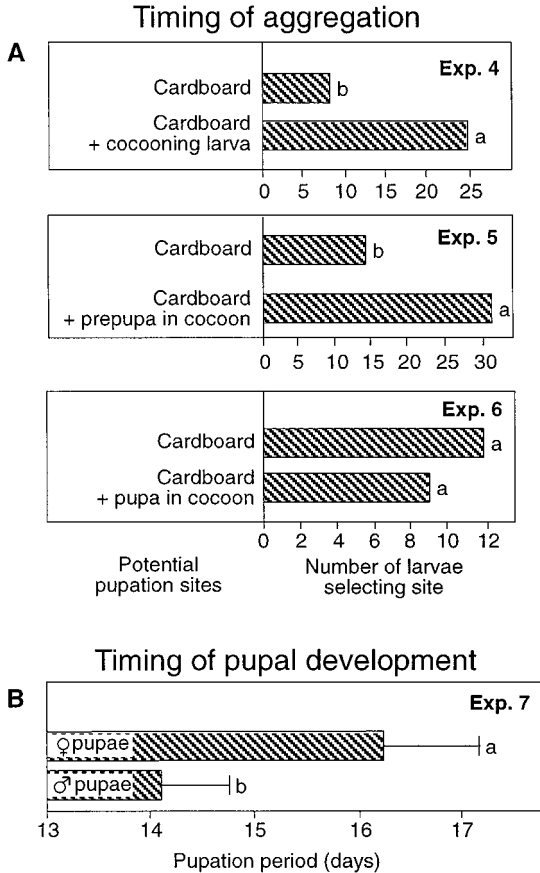 Timing of aggregation
A
Exp. 4
Cardboard
b
Cardboard
+ cocooning larva
a
0 5 10 15 20 25
Exp. 5
Cardboard
b
Cardboard
+ prepupa in cocoon
a
0 5 10 15 20 25 30
Exp. 6
Cardboard
a
Cardboard
+ pupa in cocoon
a
0 2 4 6 8 10 12
Potential
pupation sites
Number of larvae
selecting site
Timing of pupal development
B
Exp. 7
♀ pupae
a
♂ pupae
b
13 14 15 16 17
Pupation period (days)